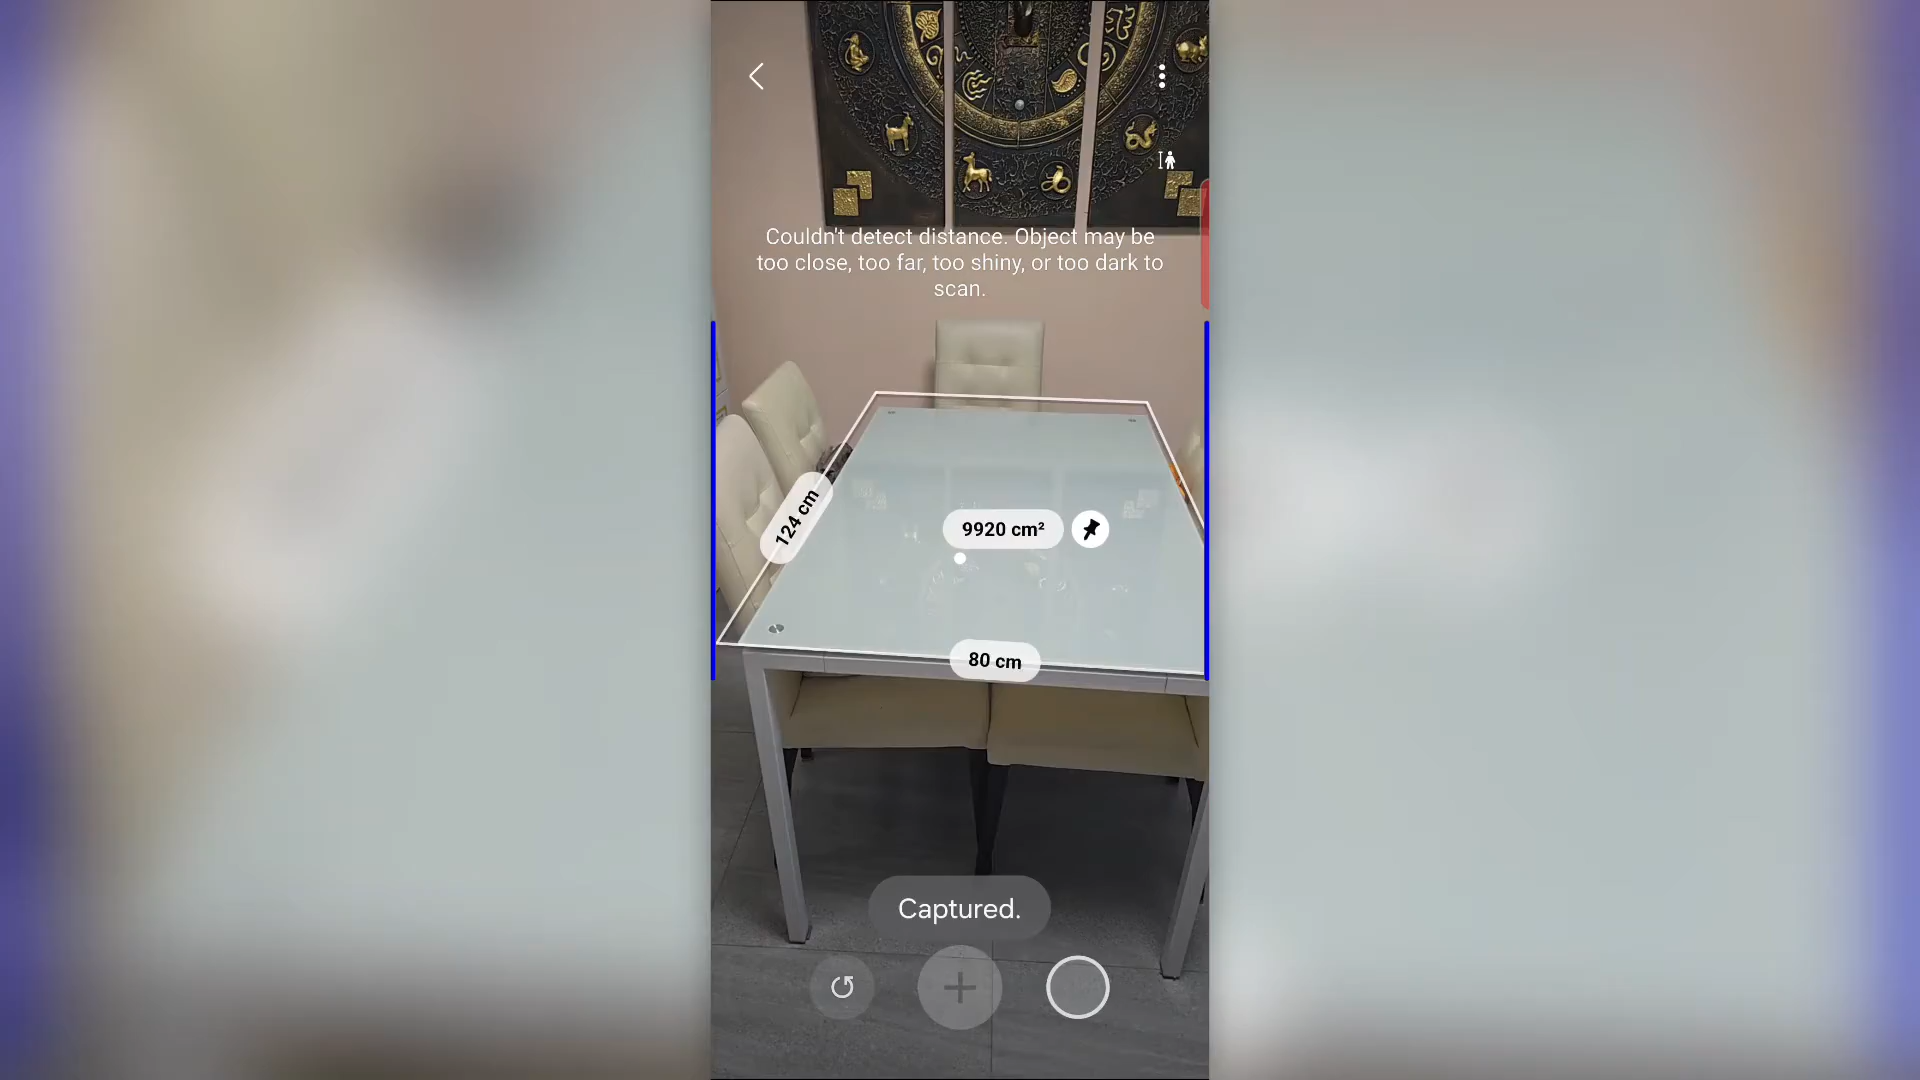 Couldn't detect distance. Object may be
too close, too far, too shiny, or too dark to
scan.
124 cm
9920 cm²
80 cm
Captured.